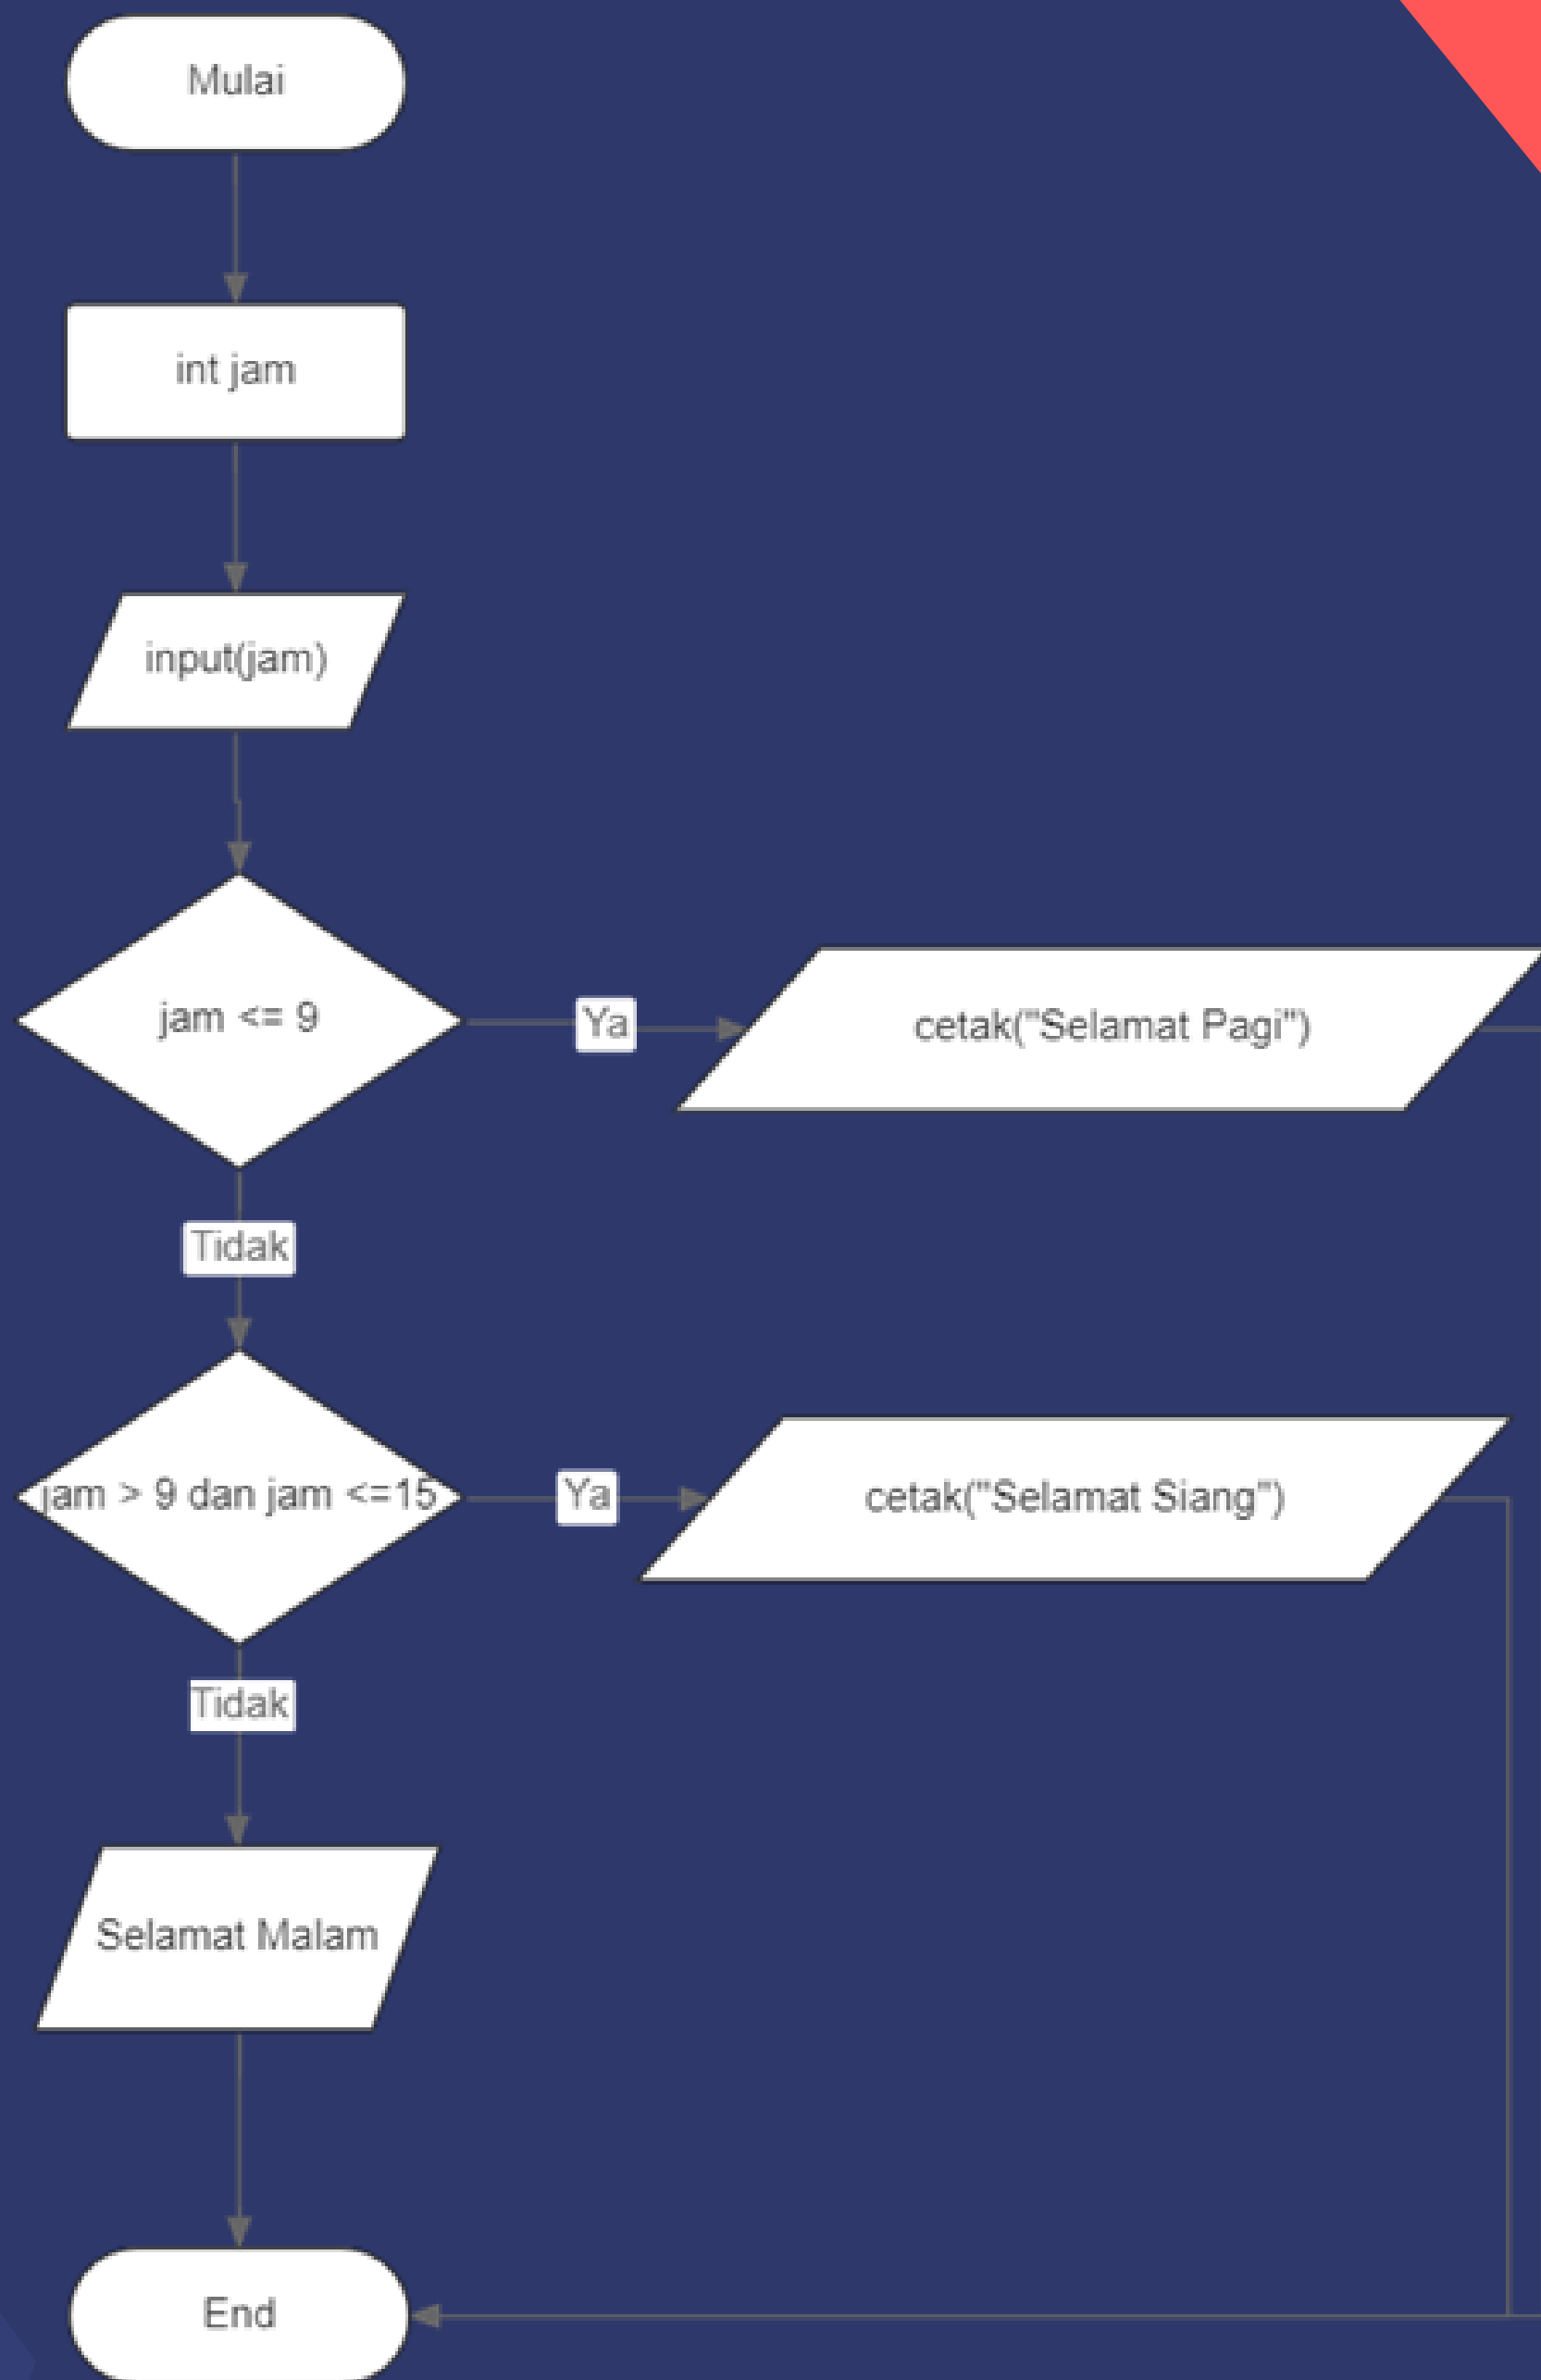 Mulai
int jam
input(jam)
jam <= 9
Ya
cetak("Selamat Pagi")
Tidak
jam > 9 dan jam <=15
Ya
cetak("Selamat Siang")
Tidak
Selamat Malam
End